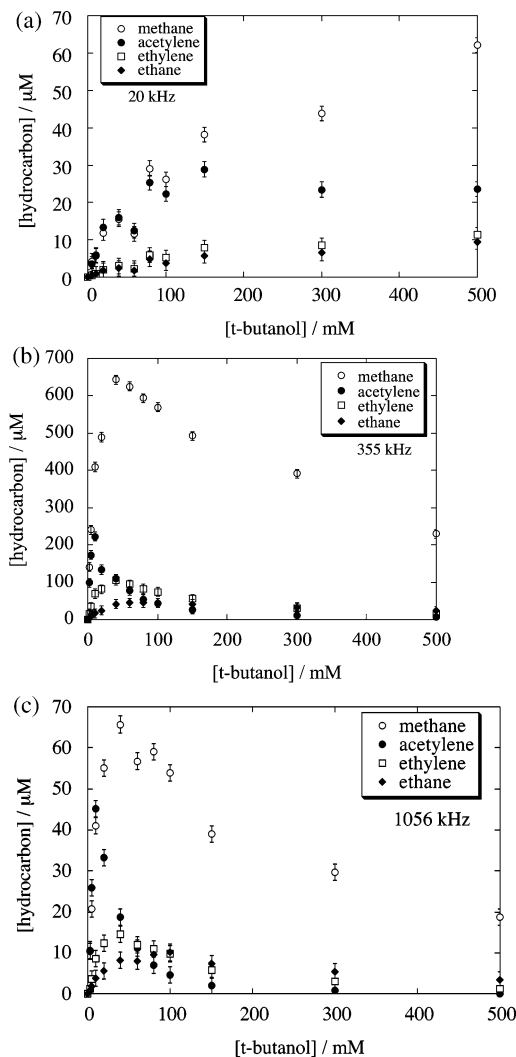 (a)
methane
acetylene
ethylene
ethane
20 kHz
[hydrocarbon] / μM
70
60
50
40
30
20
10
0
0 100 200 300 400 500
[t-butanol] / mM
(b)
methane
acetylene
ethylene
ethane
355 kHz
[hydrocarbon] / μM
700
600
500
400
300
200
100
0
0 100 200 300 400 500
[t-butanol] / mM
(c)
methane
acetylene
ethylene
ethane
1056 kHz
[hydrocarbon] / μM
70
60
50
40
30
20
10
0
0 100 200 300 400 500
[t-butanol] / mM